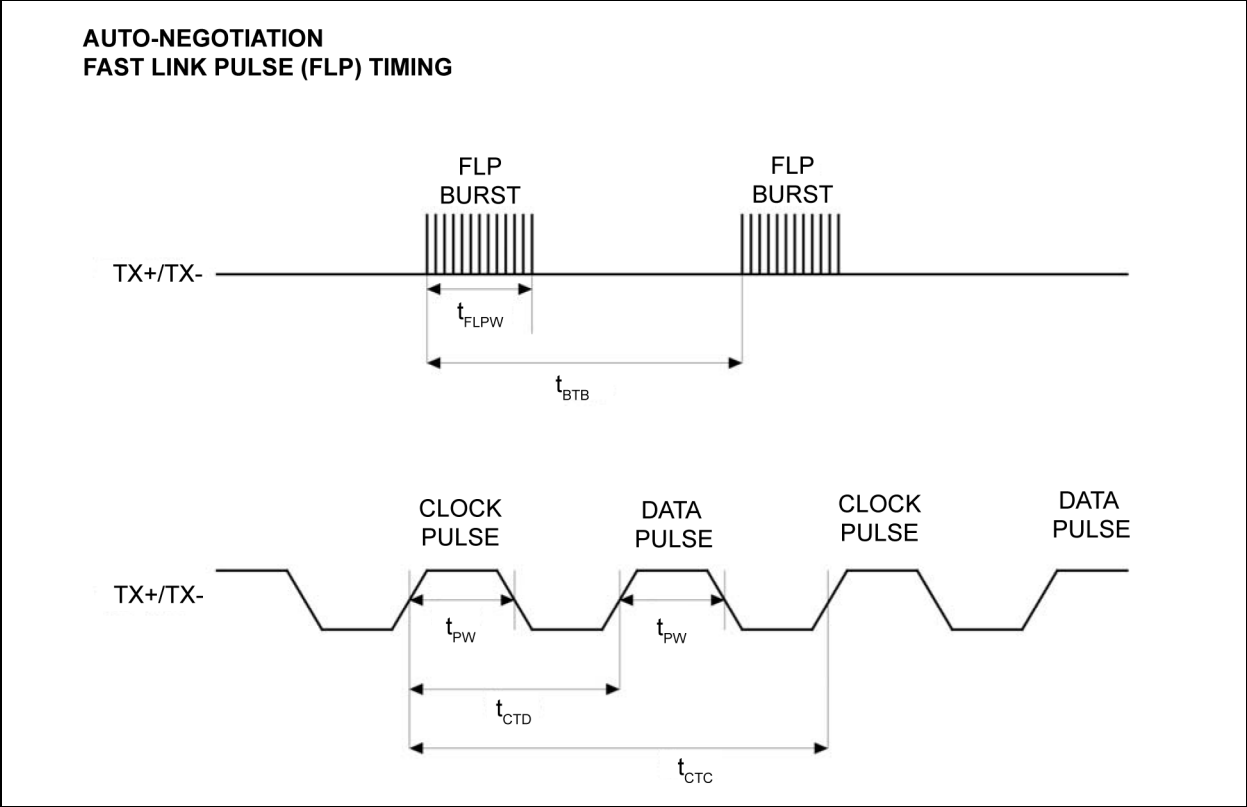 AUTO-NEGOTIATION
FAST LINK PULSE (FLP) TIMING
FLP
BURST
FLP
BURST
TX+/TX-
tFLPW
tBTB
CLOCK
PULSE
DATA
PULSE
CLOCK
PULSE
DATA
PULSE
TX+/TX-
tPW
tPW
tCTD
tCTC